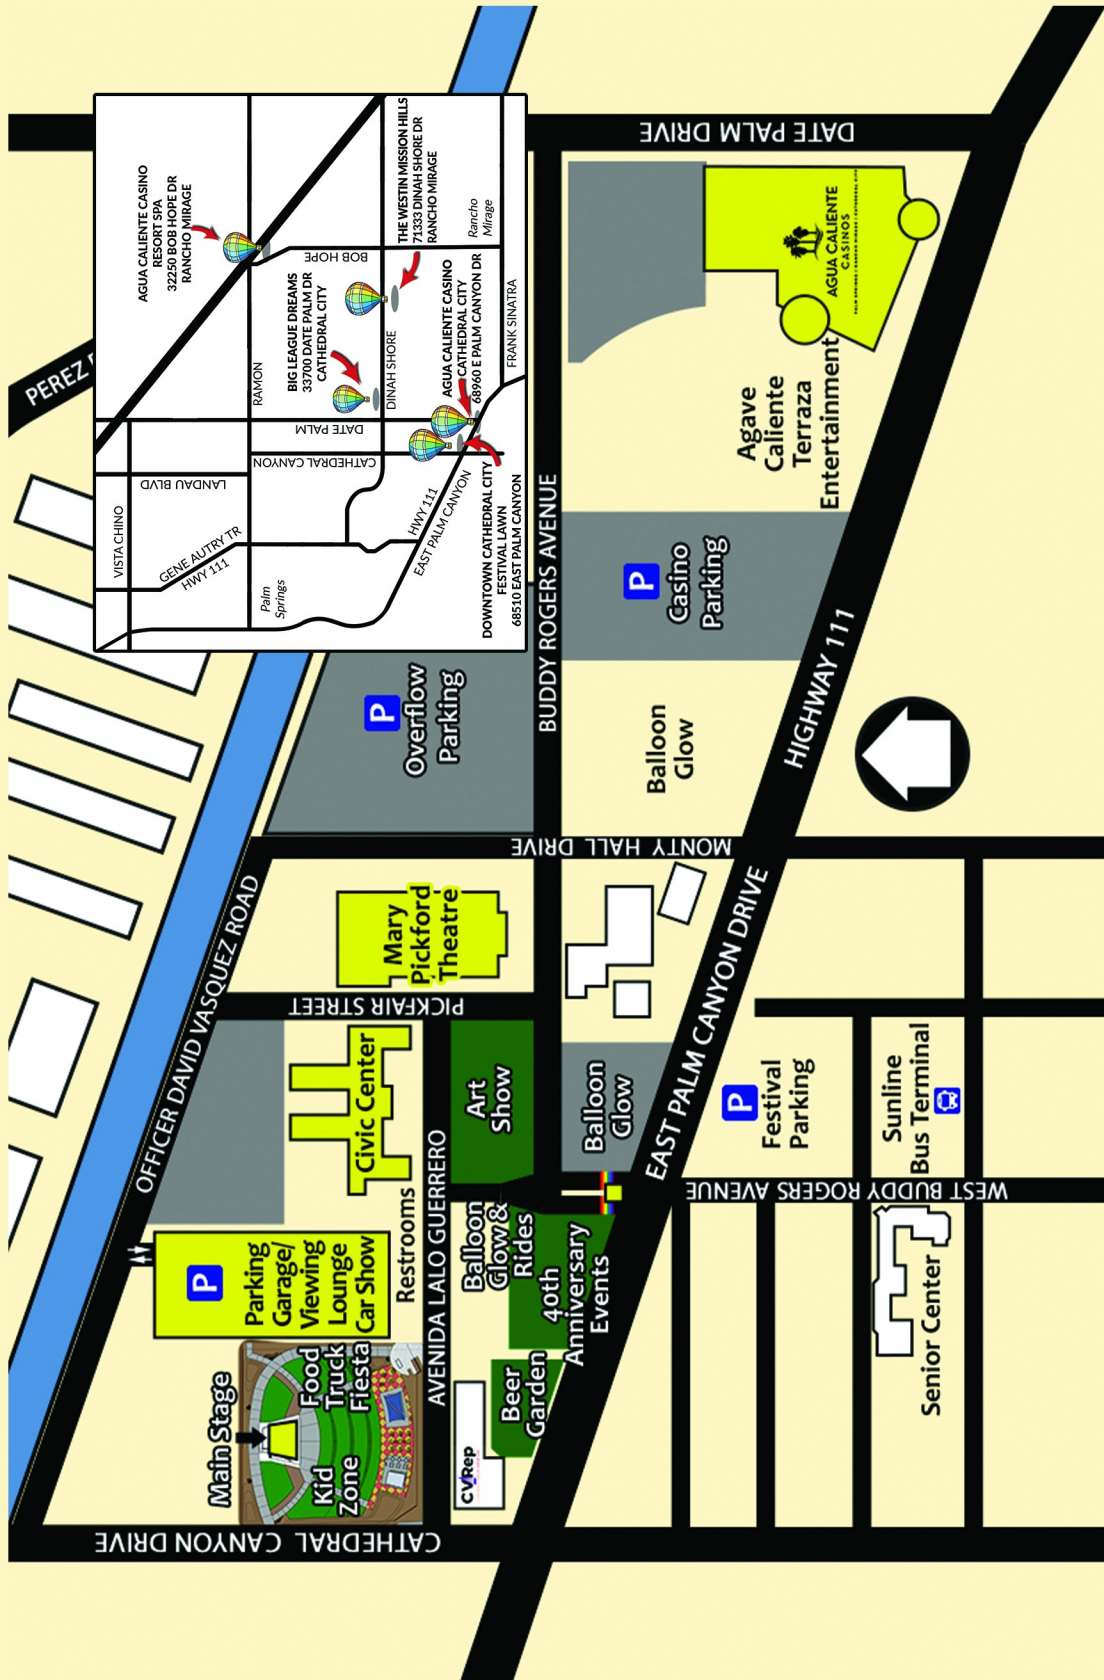 PEREZ
AGUA CALIENTE CASINO
RESORT SPA
32250 BOB HOPE DR
RANCHO MIRAGE
BIG LEAGUE DREAMS
33700 DATE PALM DR
CATHEDRAL CITY
THE WESTIN MISSION HILLS
71333 DINAH SHORE DR
RANCHO MIRAGE
AGUA CALIENTE CASINO
CATHEDRAL CITY
68960 E PALM CANYON DR
DOWNTOWN CATHEDRAL CITY
FESTIVAL LAWN
68510 EAST PALM CANYON
Rancho
Mirage
Palm
Springs
VISTA CHINO
LANDAU BLVD
GENE AUTRY TR
HWY 111
RAMON
CATHEDRAL CANYON
DATE PALM
BOB HOPE
DINAH SHORE
FRANK SINATRA
HWY 111
EAST PALM CANYON
OFFICER DAVID VASQUEZ ROAD
Main Stage
Kid
Zone
Food
Truck
Fiesta
P
Parking
Garage/
Viewing
Lounge
Car Show
Restrooms
Civic Center
PICKFAIR STREET
Mary
Pickford
Theatre
P
Overflow
Parking
CATHEDRAL CANYON DRIVE
AVENIDA LALO GUERRERO
CVRep
Beer
Garden
Balloon
Glow &
Rides
40th
Anniversary
Events
Art
Show
Balloon
Glow
MONTY HALL DRIVE
BUDDY ROGERS AVENUE
Balloon
Glow
P
Casino
Parking
Agave
Caliente
Terraza
Entertainment
AGUA CALIENTE
CASINOS
DATE PALM DRIVE
EAST PALM CANYON DRIVE
HIGHWAY 111
P
Festival
Parking
Sunline
Bus Terminal
WEST BUDDY ROGERS AVENUE
Senior Center